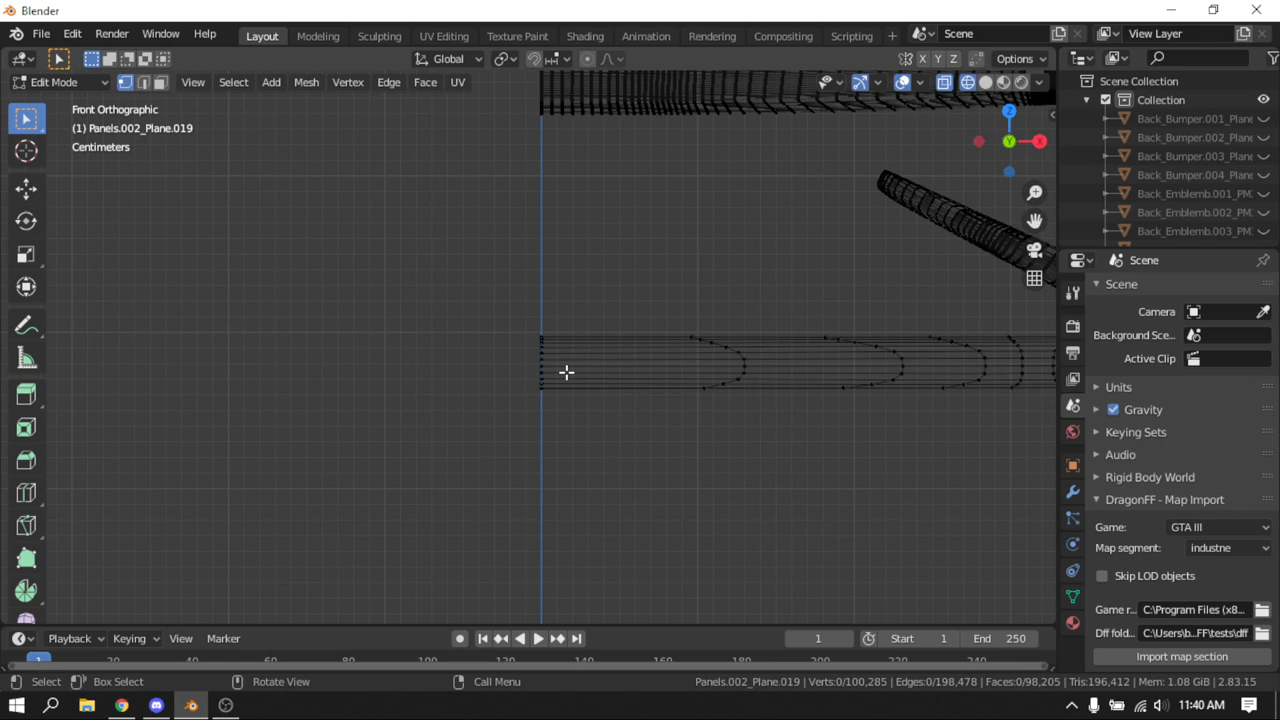 Blender
File Edit Render Window Help Layout Modeling Sculpting UV Editing Texture Paint Shading Animation Rendering Compositing Scripting + Scene View Layer
Global X Y Z Options
Edit Mode View Select Add Mesh Vertex Edge Face UV
Front Orthographic
(1) Panels.002_Plane.019
Centimeters
Z
Y
X
Scene Collection
Collection
Back_Bumper.001_Plane
Back_Bumper.002_Plane
Back_Bumper.003_Plane
Back_Bumper.004_Plane
Back_Emblemb.001_PM
Back_Emblemb.002_PM
Back_Emblemb.003_PM
Scene
Scene
Camera
Background Sce...
Active Clip
Units
Gravity
Keying Sets
Audio
Rigid Body World
DragonFF - Map Import
Game: GTA III
Map segment: industne
Skip LOD objects
Game r... C:\Program Files (x8...
Dff fold... C:\Users\b...FF\tests\dff
Import map section
Playback Keying View Marker 1 Start 1 End 250
1 20 160 200 220 240
Select Box Select Rotate View Call Menu Panels.002_Plane.019 | Verts:0/100,285 | Edges:0/198,478 | Faces:0/98,205 | Tris:196,412 | Mem: 1.08 GiB | 2.83.15
11:40 AM